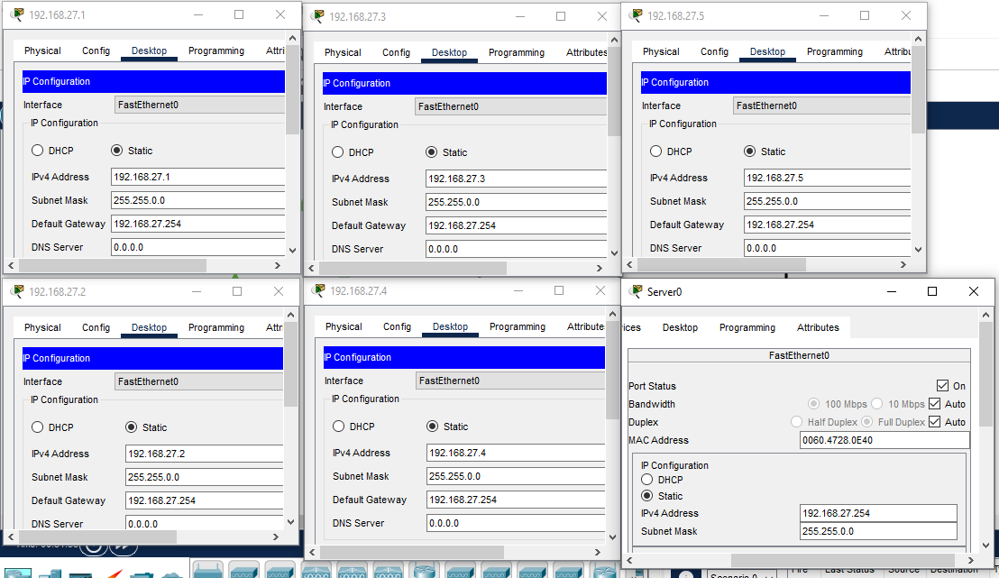 192.168.27.1
Physical Config Desktop Programming Attri
IP Configuration
Interface FastEthernet0
IP Configuration
DHCP Static
IPv4 Address 192.168.27.1
Subnet Mask 255.255.0.0
Default Gateway 192.168.27.254
DNS Server 0.0.0.0
192.168.27.3
Physical Config Desktop Programming Attributes
IP Configuration
Interface FastEthernet0
IP Configuration
DHCP Static
IPv4 Address 192.168.27.3
Subnet Mask 255.255.0.0
Default Gateway 192.168.27.254
DNS Server 0.0.0.0
192.168.27.5
Physical Config Desktop Programming Attribu
IP Configuration
Interface FastEthernet0
IP Configuration
DHCP Static
IPv4 Address 192.168.27.5
Subnet Mask 255.255.0.0
Default Gateway 192.168.27.254
DNS Server 0.0.0.0
192.168.27.2
Physical Config Desktop Programming Attri
IP Configuration
Interface FastEthernet0
IP Configuration
DHCP Static
IPv4 Address 192.168.27.2
Subnet Mask 255.255.0.0
Default Gateway 192.168.27.254
DNS Server 0.0.0.0
192.168.27.4
Physical Config Desktop Programming Attribute
IP Configuration
Interface FastEthernet0
IP Configuration
DHCP Static
IPv4 Address 192.168.27.4
Subnet Mask 255.255.0.0
Default Gateway 192.168.27.254
DNS Server 0.0.0.0
Server0
ices Desktop Programming Attributes
FastEthernet0
Port Status On
Bandwidth 100 Mbps 10 Mbps Auto
Duplex Half Duplex Full Duplex Auto
MAC Address 0060.4728.0E40
IP Configuration
DHCP
Static
IPv4 Address 192.168.27.254
Subnet Mask 255.255.0.0
Scenario 0
Fire Last Status Source Destination